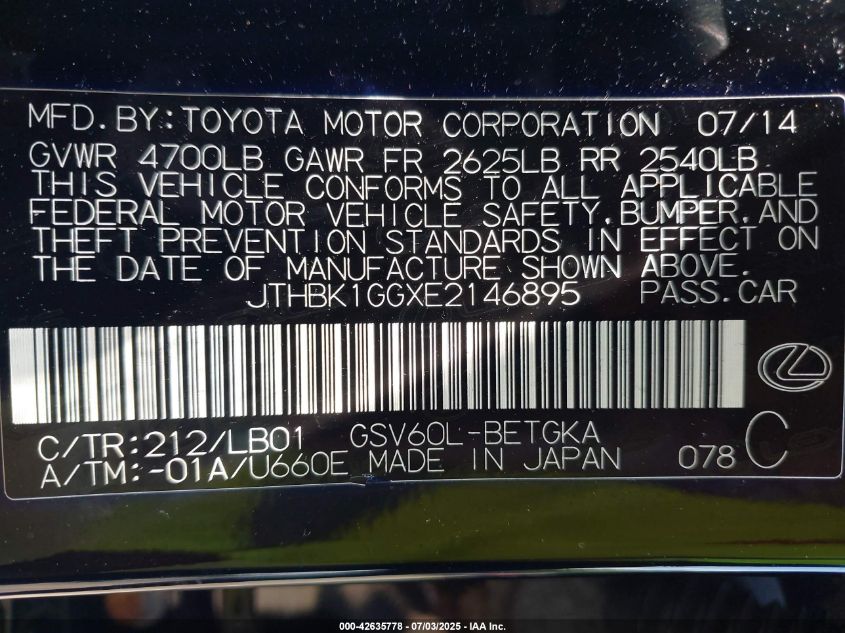 MFD.BY:TOYOTA MOTOR CORPORATION 07/14
GVWR 4700LB GAWR FR 2625LB RR 2540LB
THIS VEHICLE CONFORMS TO ALL APPLICABLE
FEDERAL MOTOR VEHICLE SAFETY,BUMPER,AND
THEFT PREVENTION STANDARDS IN EFFECT ON
THE DATE OF MANUFACTURE SHOWN ABOVE.
JTHBK1GGXE2146895 PASS.CAR
C/TR:212/LB01 GSV60L-BETGKA
A/TM:-01A/U660E MADE IN JAPAN 078 C
000-42635778 - 07/03/2025 - IAA Inc.